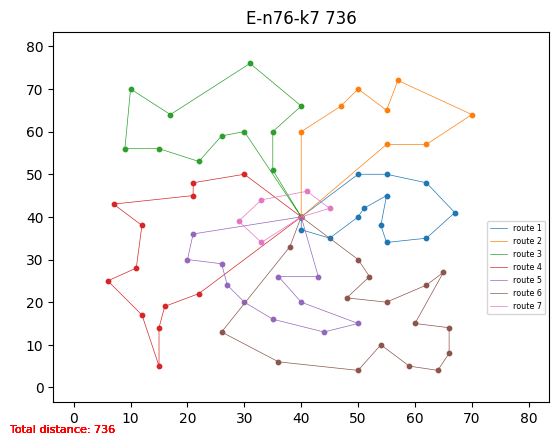 E-n76-k7 736
80
70
60
50
40
30
20
10
0
route 1
route 2
route 3
route 4
route 5
route 6
route 7
0 10 20 30 40 50 60 70 80
Total distance: 736